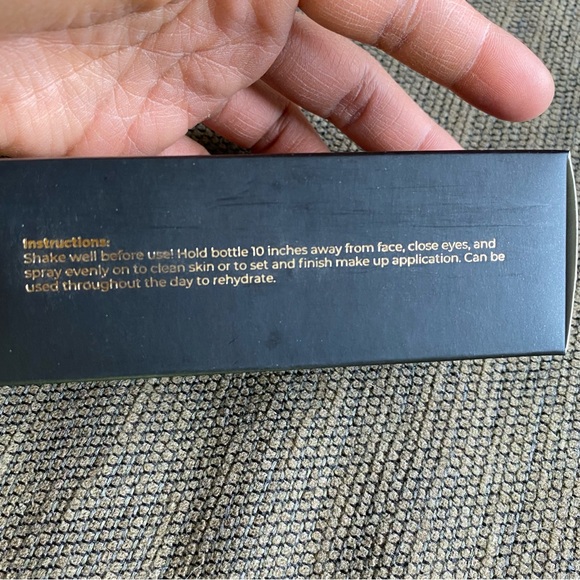 Instructions:
Shake well before use! Hold bottle 10 inches away from face, close eyes, and
spray evenly on to clean skin or to set and finish make up application. Can be
used throughout the day to rehydrate.